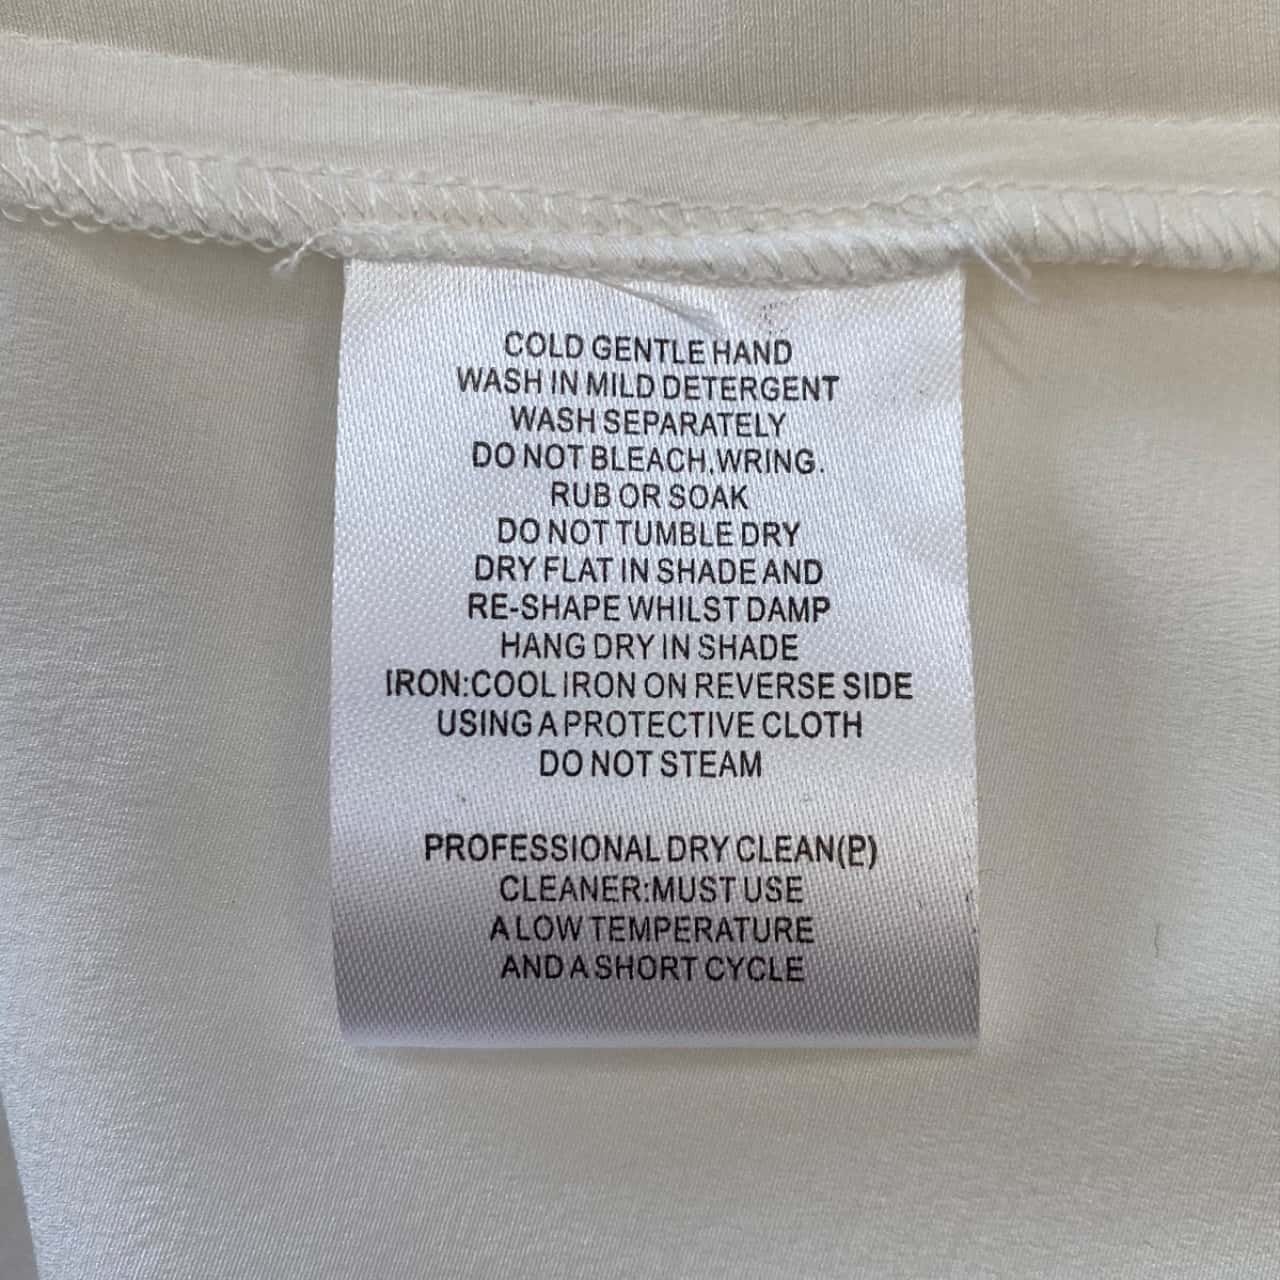 COLD GENTLE HAND
WASH IN MILD DETERGENT
WASH SEPARATELY
DO NOT BLEACH,WRING.
RUB OR SOAK
DO NOT TUMBLE DRY
DRY FLAT IN SHADE AND
RE-SHAPE WHILST DAMP
HANG DRY IN SHADE
IRON:COOL IRON ON REVERSE SIDE
USING A PROTECTIVE CLOTH
DO NOT STEAM
PROFESSIONAL DRY CLEAN(P)
CLEANER:MUST USE
A LOW TEMPERATURE
AND A SHORT CYCLE